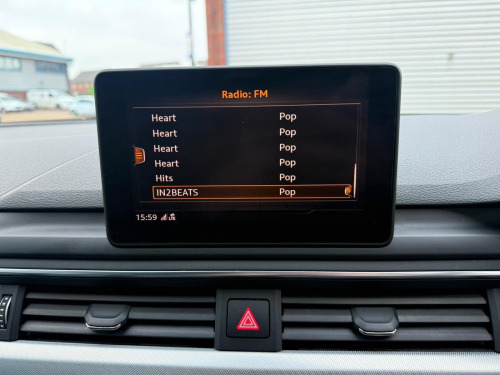 Radio: FM
Heart Pop
Heart Pop
Heart Pop
Heart Pop
Hits Pop
IN2BEATS Pop
15:59